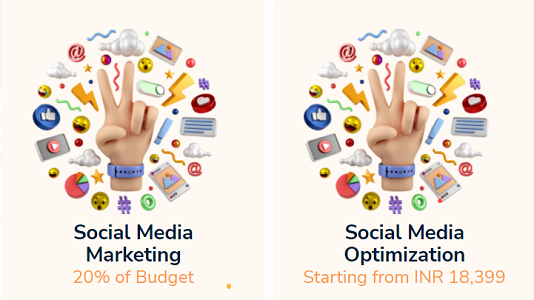 Social Media
Marketing
20% of Budget
Social Media
Optimization
Starting from INR 18,399